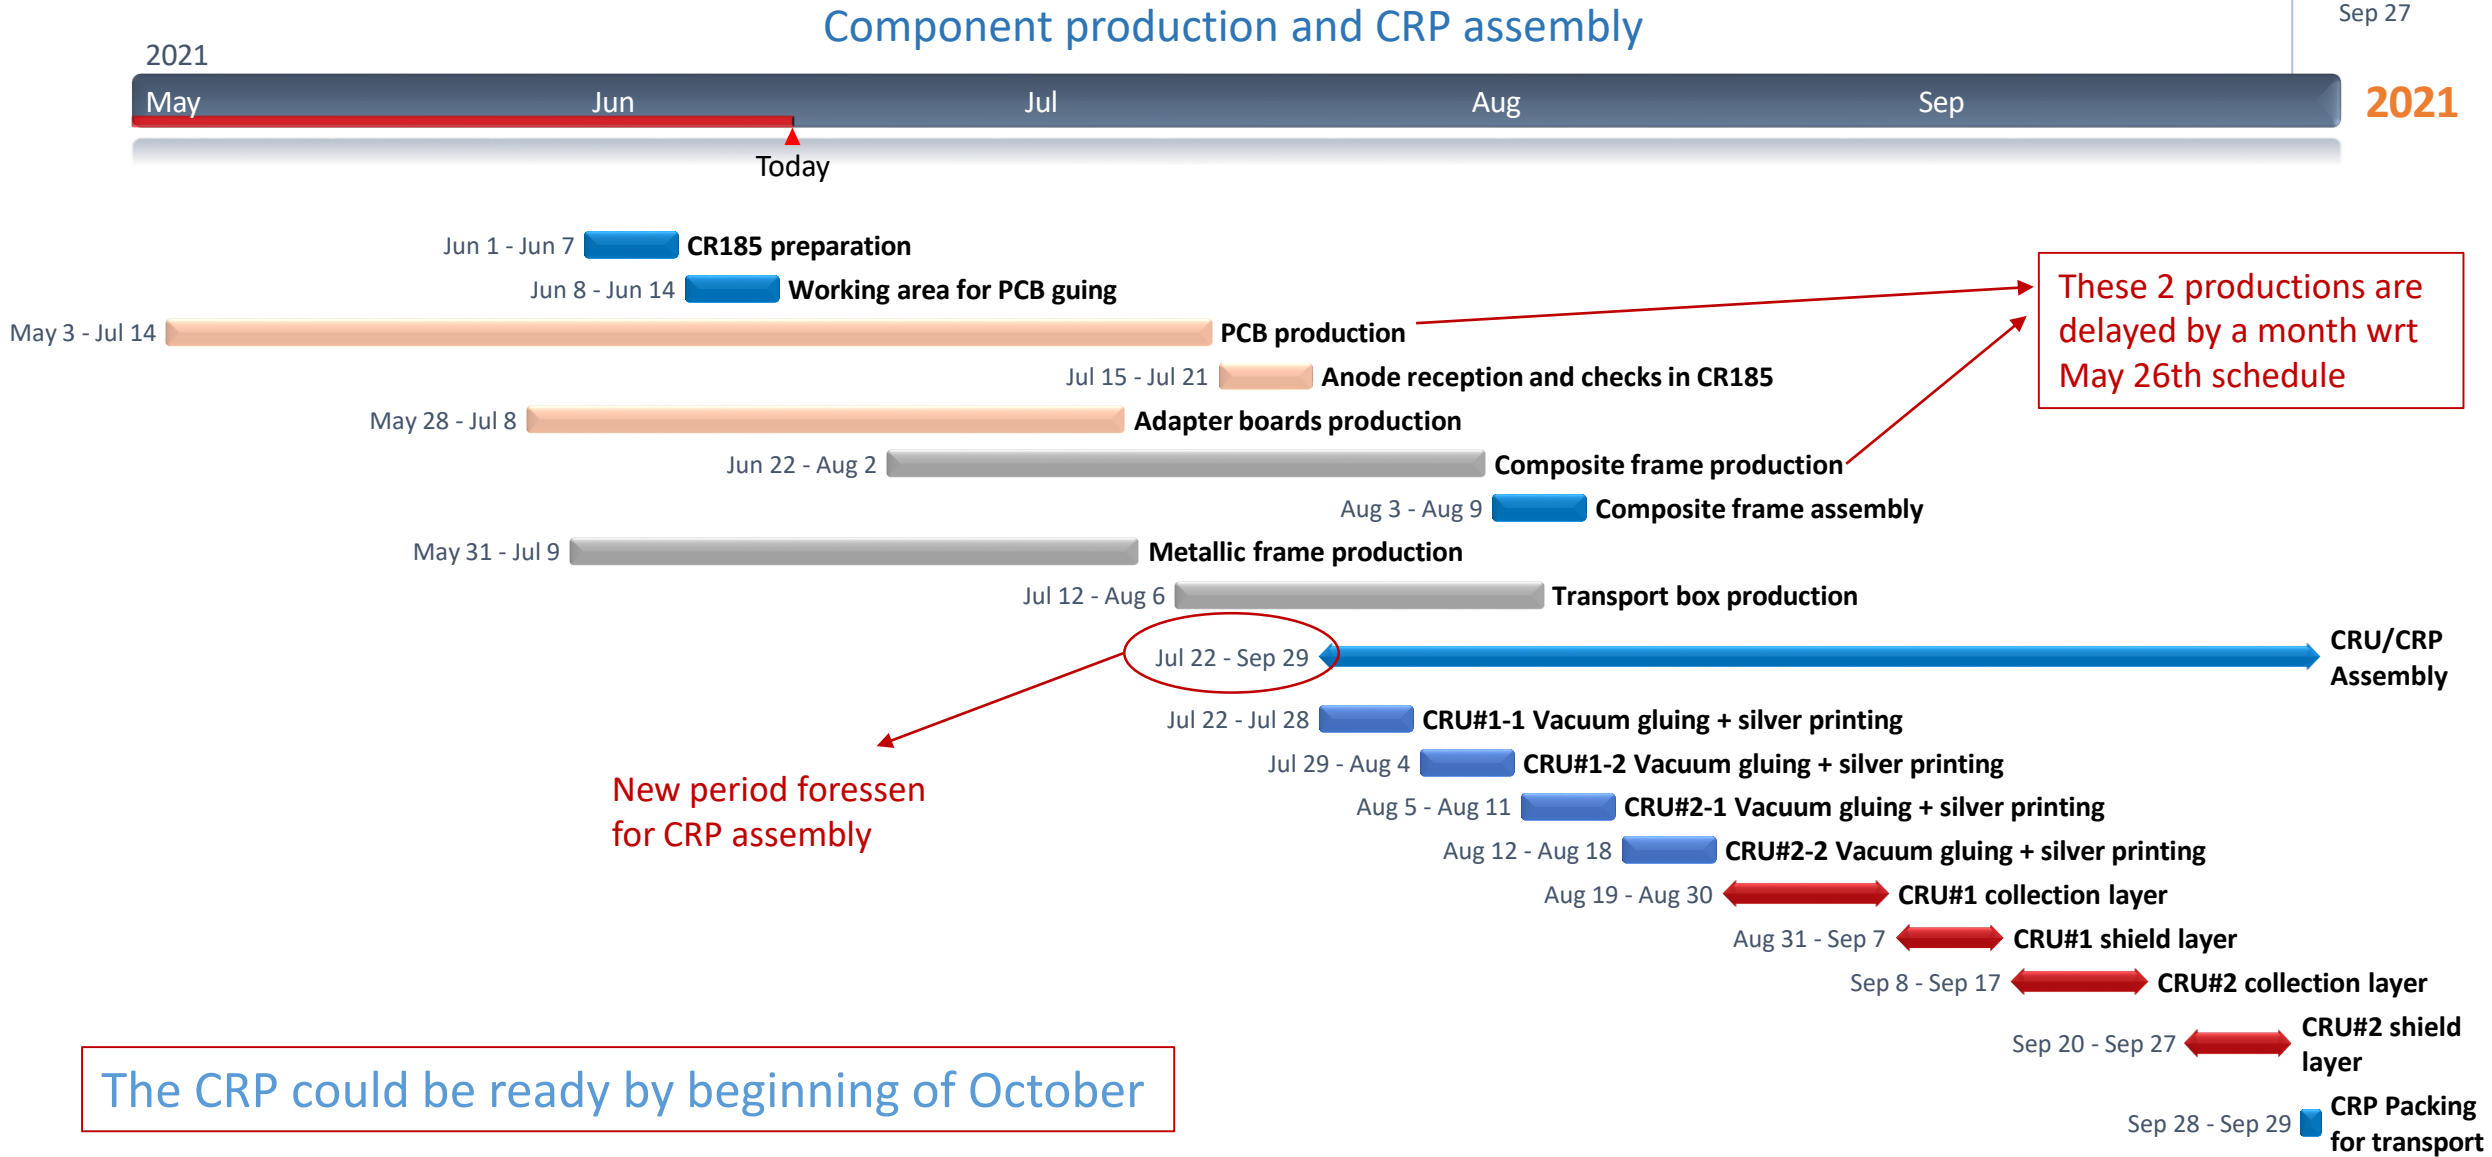 Component production and CRP assembly
Sep 27
2021
May
Jun
Jul
Aug
Sep
2021
Today
Jun 1 - Jun 7
CR185 preparation
Jun 8 - Jun 14
Working area for PCB guing
May 3 - Jul 14
PCB production
Jul 15 - Jul 21
Anode reception and checks in CR185
May 28 - Jul 8
Adapter boards production
Jun 22 - Aug 2
Composite frame production
Aug 3 - Aug 9
Composite frame assembly
May 31 - Jul 9
Metallic frame production
Jul 12 - Aug 6
Transport box production
These 2 productions are
delayed by a month wrt
May 26th schedule
Jul 22 - Sep 29
CRU/CRP
Assembly
Jul 22 - Jul 28
CRU#1-1 Vacuum gluing + silver printing
Jul 29 - Aug 4
CRU#1-2 Vacuum gluing + silver printing
Aug 5 - Aug 11
CRU#2-1 Vacuum gluing + silver printing
Aug 12 - Aug 18
CRU#2-2 Vacuum gluing + silver printing
Aug 19 - Aug 30
CRU#1 collection layer
Aug 31 - Sep 7
CRU#1 shield layer
Sep 8 - Sep 17
CRU#2 collection layer
Sep 20 - Sep 27
CRU#2 shield
layer
Sep 28 - Sep 29
CRP Packing
for transport
New period foressen
for CRP assembly
The CRP could be ready by beginning of October